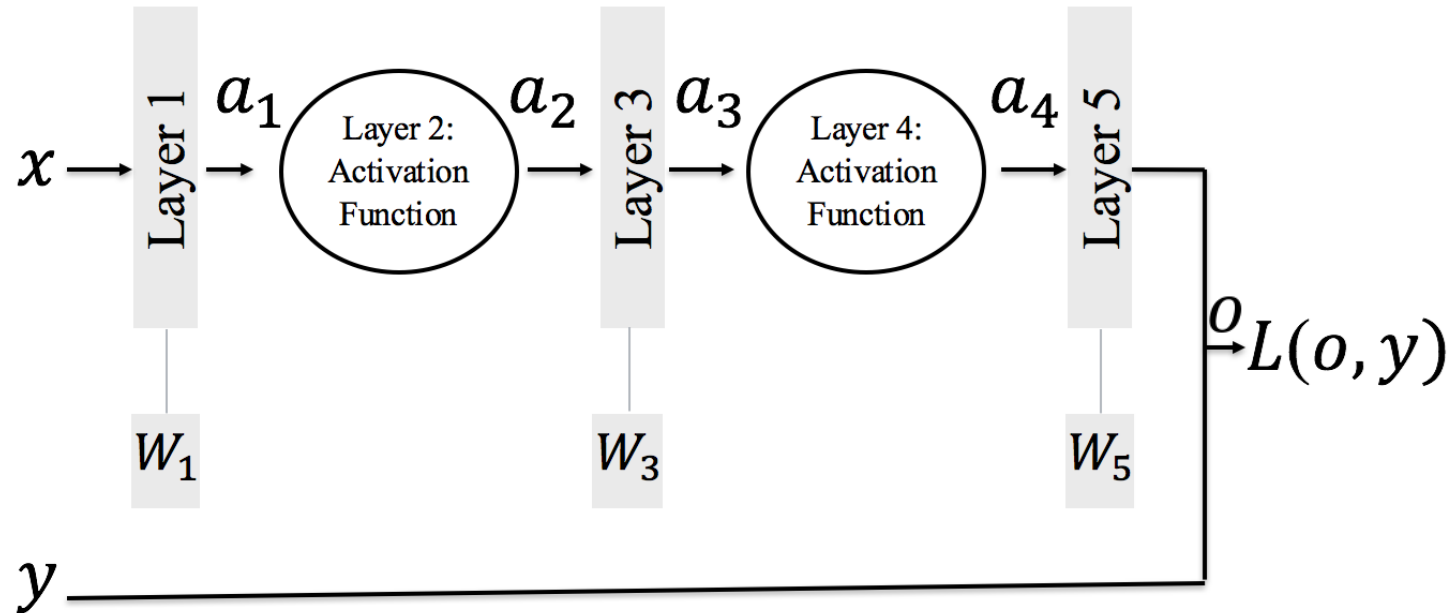 x
Layer 1
a₁
Layer 2:
Activation
Function
a₂
Layer 3
a₃
Layer 4:
Activation
Function
a₄
Layer 5
o
L(o, y)
W₁
W₃
W₅
y